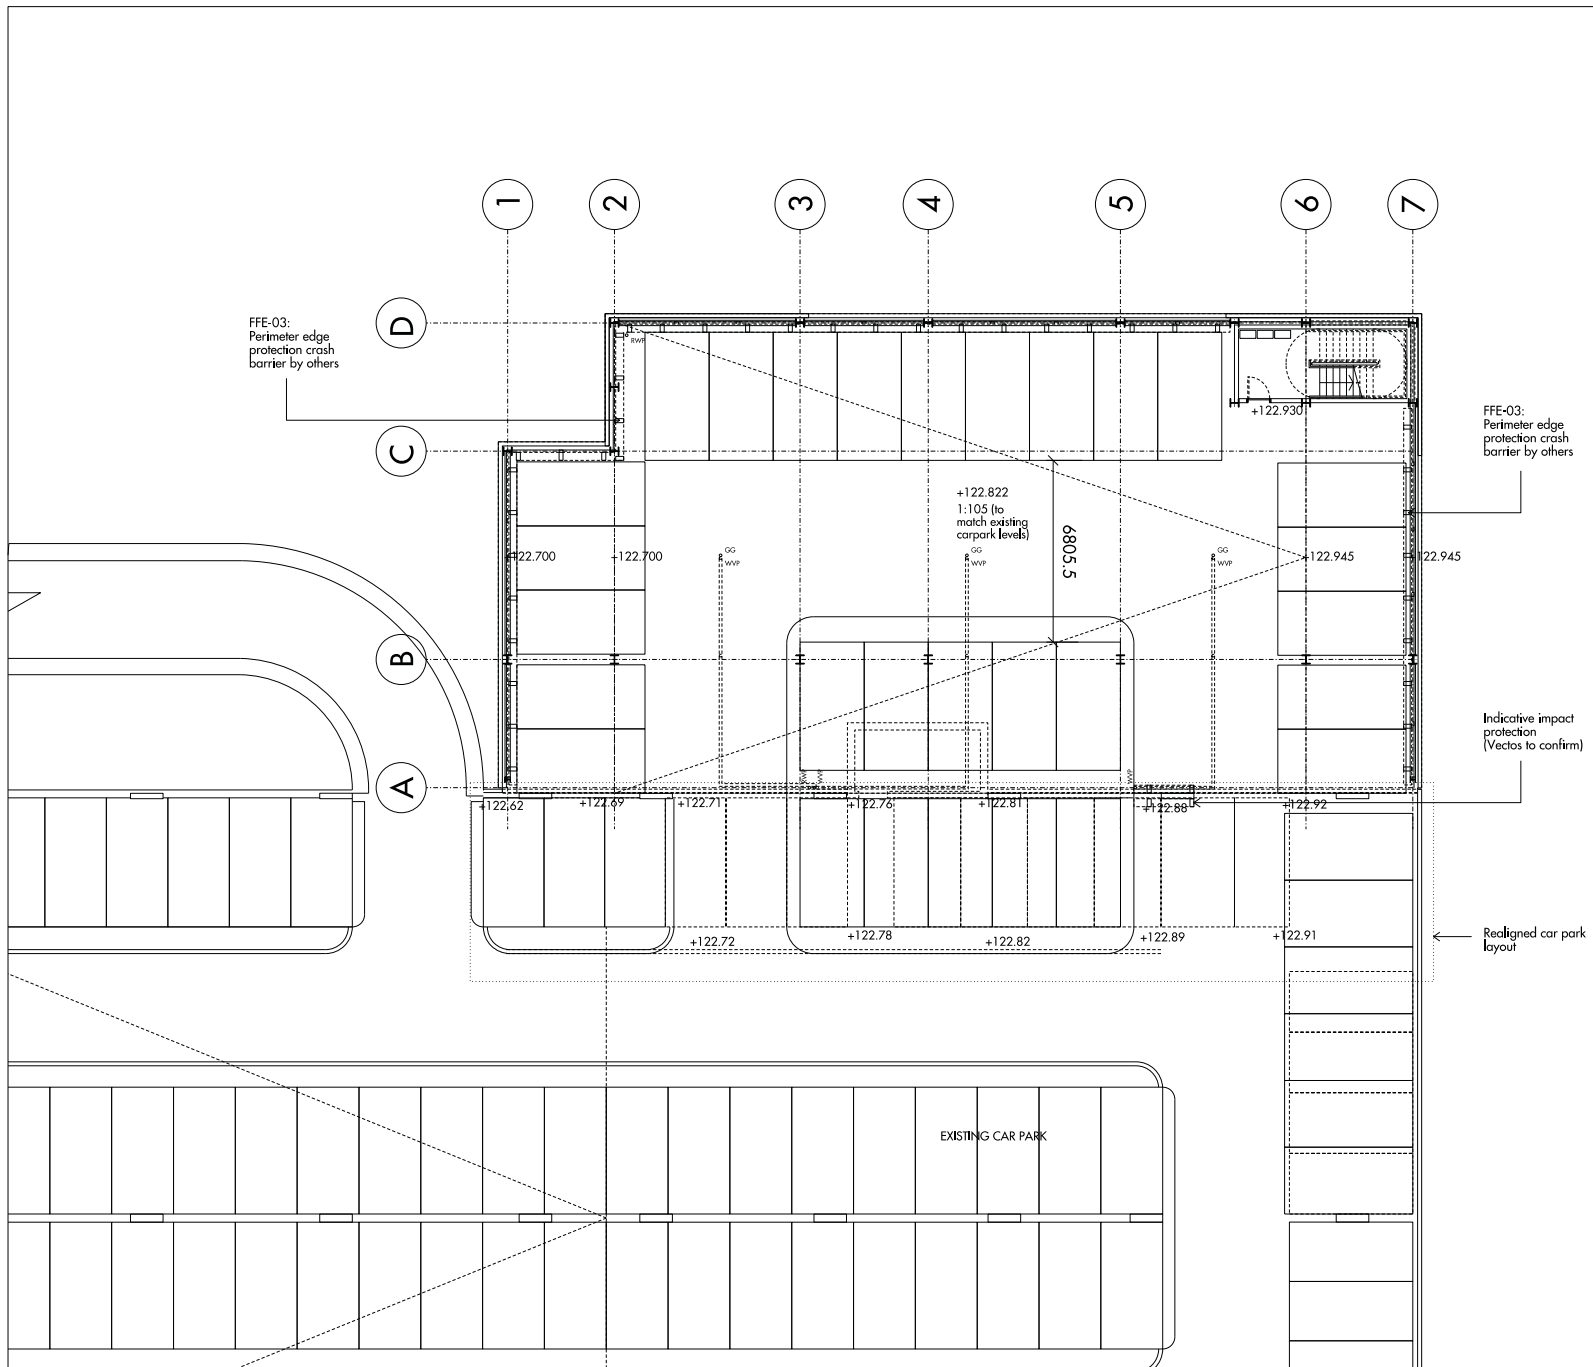 1
2
3
4
5
6
7
D
C
B
A
FFE-03:
Perimeter edge
protection crash
barrier by others
RWP
+122.930
FFE-03:
Perimeter edge
protection crash
barrier by others
+122.822
1:105 (to
match existing
carpark levels)
6805.5
+122.700
+122.700
GG
WVP
GG
WVP
GG
WVP
+122.945
+122.945
Indicative impact
protection
(Vectos to confirm)
WVP
WVP
WVP
+122.62
+122.69
+122.71
+122.76
+122.81
+122.88
+122.92
+122.72
+122.78
+122.82
+122.89
+122.91
Realigned car park
layout
EXISTING CAR PARK